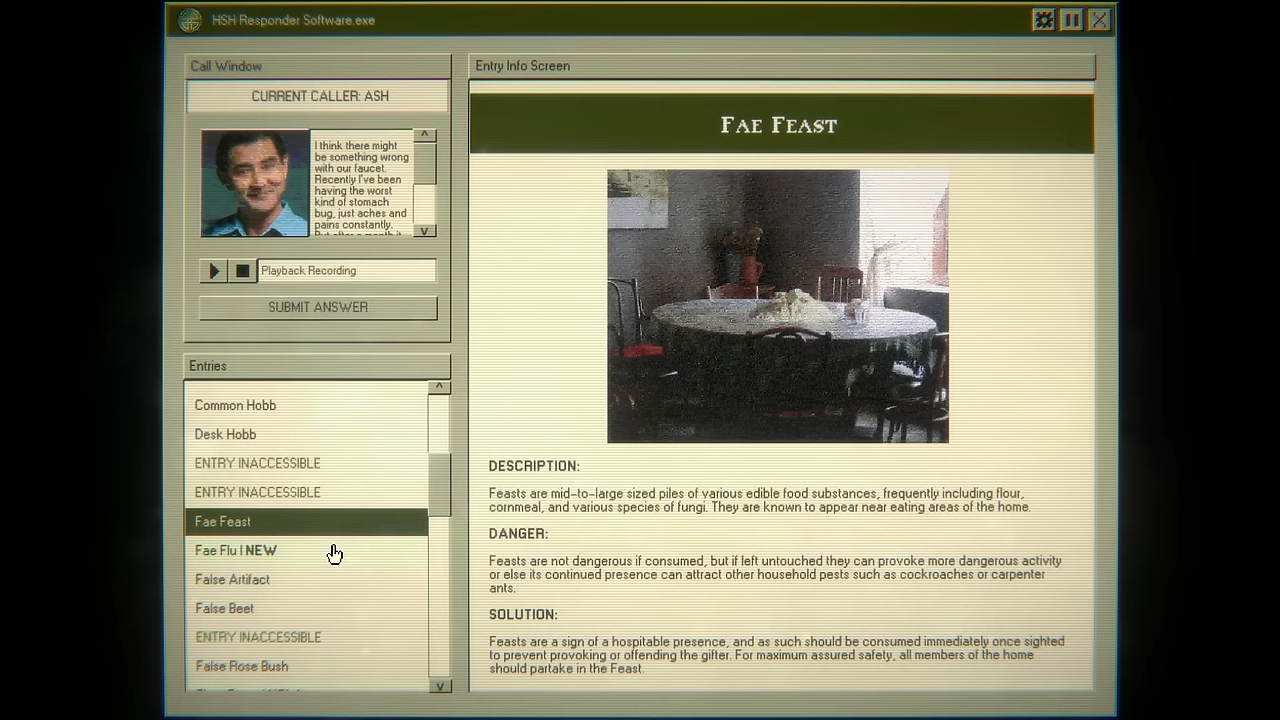 HSH Responder Software.exe
Call Window
CURRENT CALLER: ASH
I think there might
be something wrong
with our faucet.
Recently I've been
having the worst
kind of stomach
bug, just aches and
pains constantly.
But after a month it
Playback Recording
SUBMIT ANSWER
Entries
Common Hobb
Desk Hobb
ENTRY INACCESSIBLE
ENTRY INACCESSIBLE
Fae Feast
Fae Flu | NEW
False Artifact
False Beet
ENTRY INACCESSIBLE
False Rose Bush
Entry Info Screen
FAE FEAST
DESCRIPTION:
Feasts are mid-to-large sized piles of various edible food substances, frequently including flour,
cornmeal, and various species of fungi. They are known to appear near eating areas of the home.
DANGER:
Feasts are not dangerous if consumed, but if left untouched they can provoke more dangerous activity
or else its continued presence can attract other household pests such as cockroaches or carpenter
ants.
SOLUTION:
Feasts are a sign of a hospitable presence, and as such should be consumed immediately once sighted
to prevent provoking or offending the gifter. For maximum assured safety, all members of the home
should partake in the Feast.